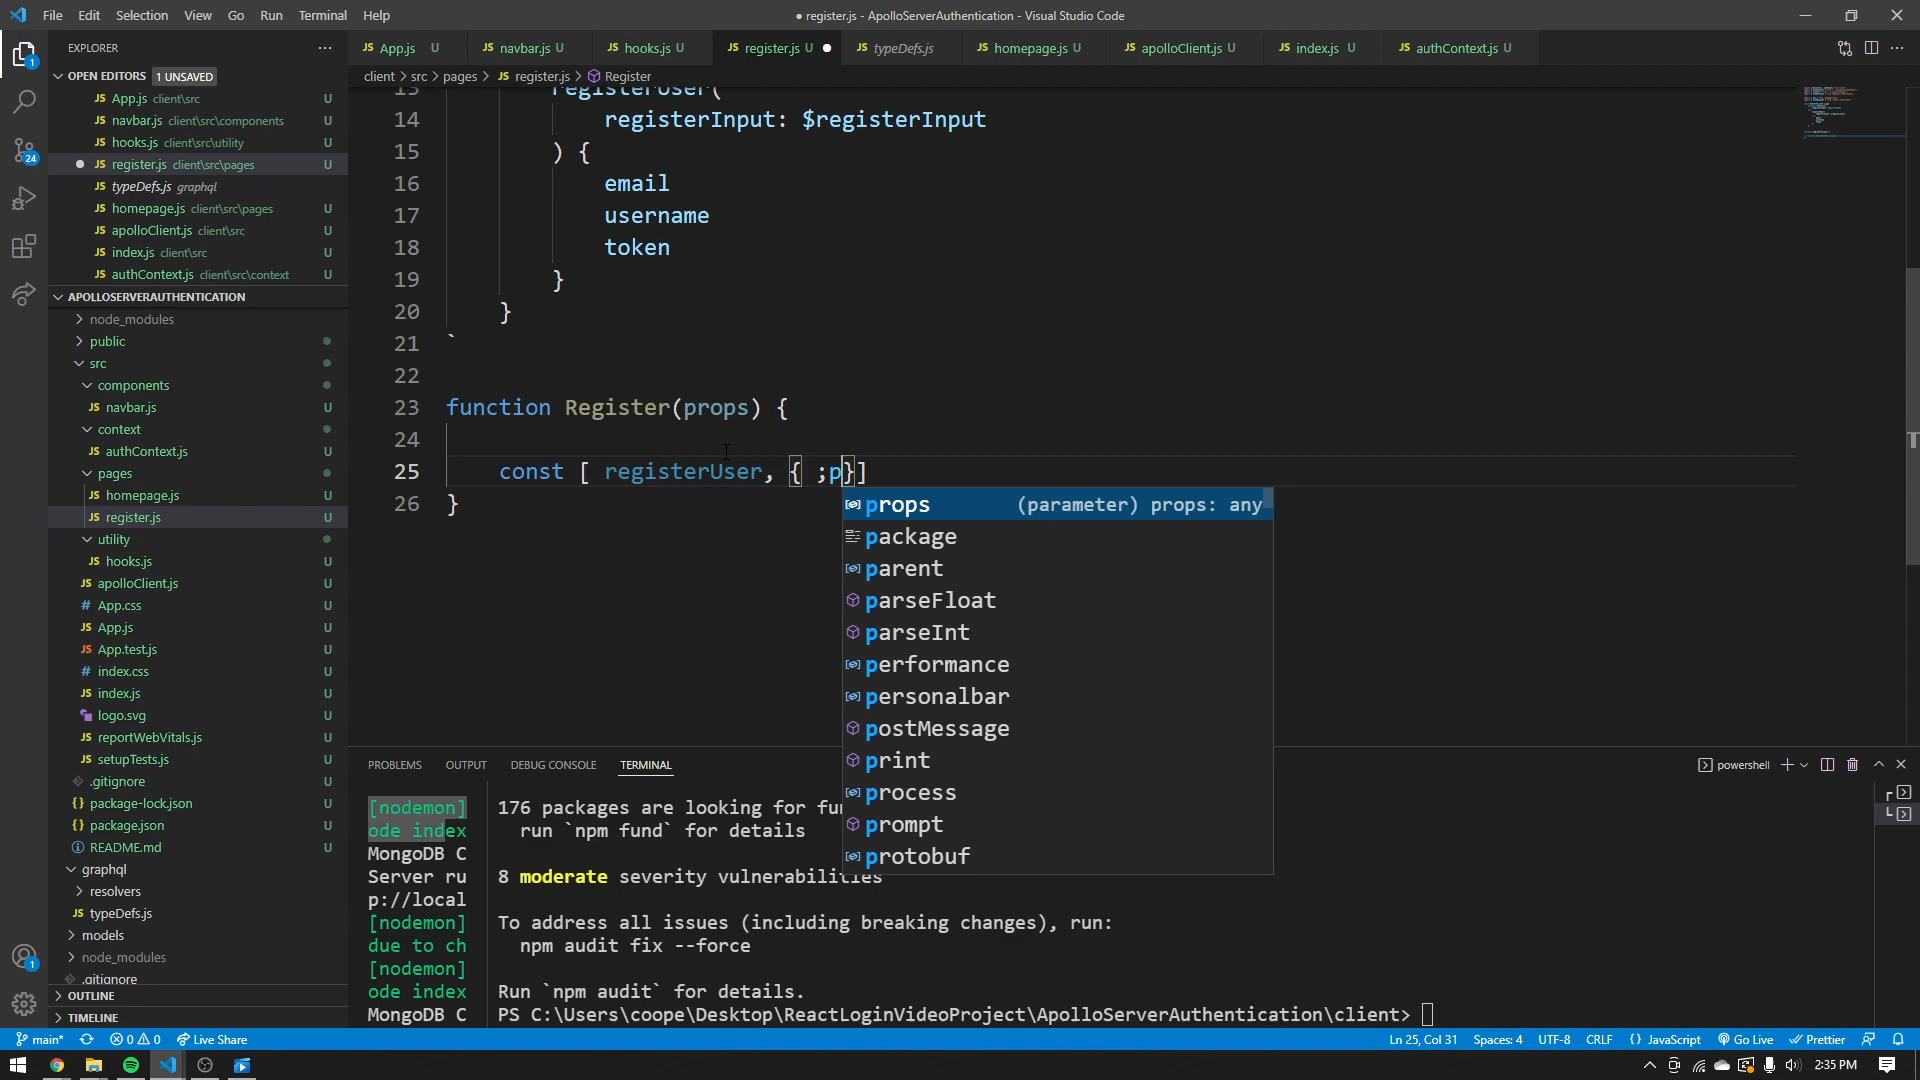 File Edit Selection View Go Run Terminal Help
● register.js - ApolloServerAuthentication - Visual Studio Code
EXPLORER
OPEN EDITORS 1 UNSAVED
App.js client\src U
navbar.js client\src\components U
hooks.js client\src\utility U
register.js client\src\pages U
typeDefs.js graphql
homepage.js client\src\pages U
apolloClient.js client\src U
index.js client\src U
authContext.js client\src\context U
APOLLOSERVERAUTHENTICATION
node_modules
public
src
components
navbar.js U
context
authContext.js U
pages
homepage.js U
register.js U
utility
hooks.js U
apolloClient.js U
App.css U
App.js U
App.test.js U
index.css U
index.js U
logo.svg U
reportWebVitals.js U
setupTests.js U
.gitignore U
package-lock.json U
package.json U
README.md U
graphql
resolvers
typeDefs.js
models
node_modules
.gitignore
OUTLINE
TIMELINE
App.js U navbar.js U hooks.js U register.js U typeDefs.js homepage.js U apolloClient.js U index.js U authContext.js U
client > src > pages > register.js > Register
13 registerUser(
14 registerInput: $registerInput
15 ) {
16 email
17 username
18 token
19 }
20 }
21 `
22
23 function Register(props) {
24
25 const [ registerUser, { ;p}]
26 }
props (parameter) props: any
package
parent
parseFloat
parseInt
performance
personalbar
postMessage
print
process
prompt
protobuf
PROBLEMS OUTPUT DEBUG CONSOLE TERMINAL
powershell
[nodemon]
ode index
MongoDB C
Server ru
p://local
[nodemon]
due to ch
[nodemon]
ode index
MongoDB C
176 packages are looking for fu
run `npm fund` for details
8 moderate severity vulnerabilities
To address all issues (including breaking changes), run:
npm audit fix --force
Run `npm audit` for details.
PS C:\Users\coope\Desktop\ReactLoginVideoProject\ApolloServerAuthentication\client>
main* 0 0 Live Share
Ln 25, Col 31 Spaces: 4 UTF-8 CRLF {} JavaScript Go Live Prettier
2:35 PM